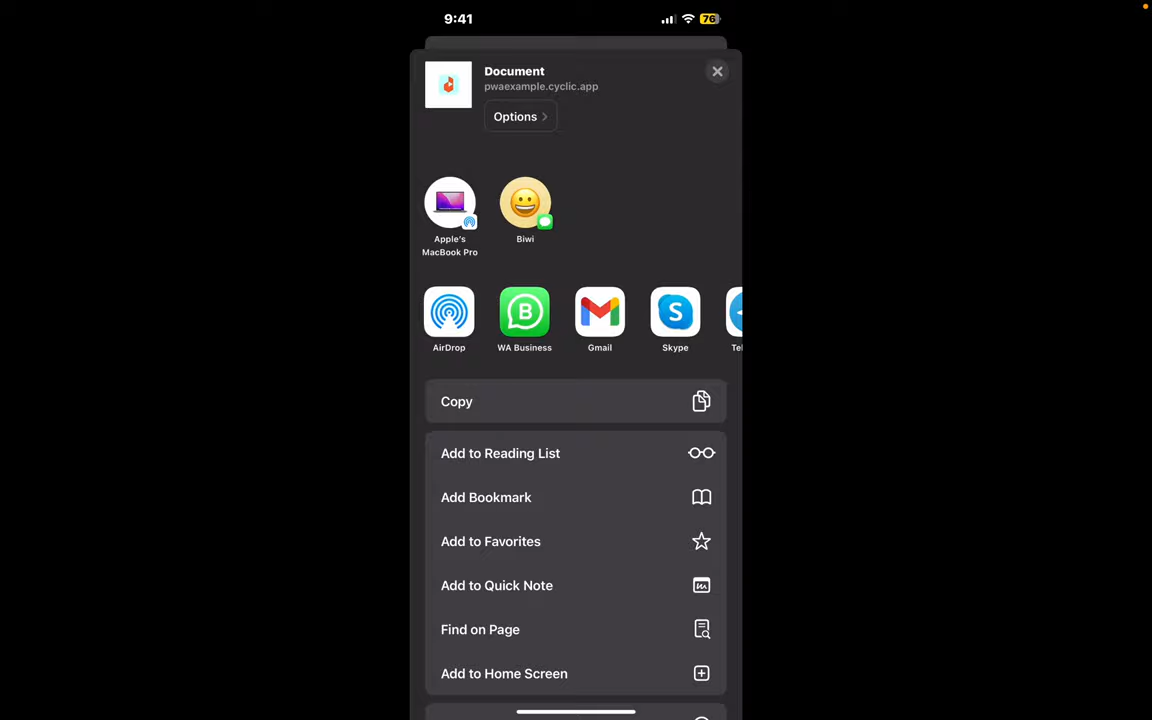 9:41
76
Document
pwaexample.cyclic.app
Options
Apple's
MacBook Pro
Biwi
AirDrop
WA Business
Gmail
Skype
Tel
Copy
Add to Reading List
Add Bookmark
Add to Favorites
Add to Quick Note
Find on Page
Add to Home Screen